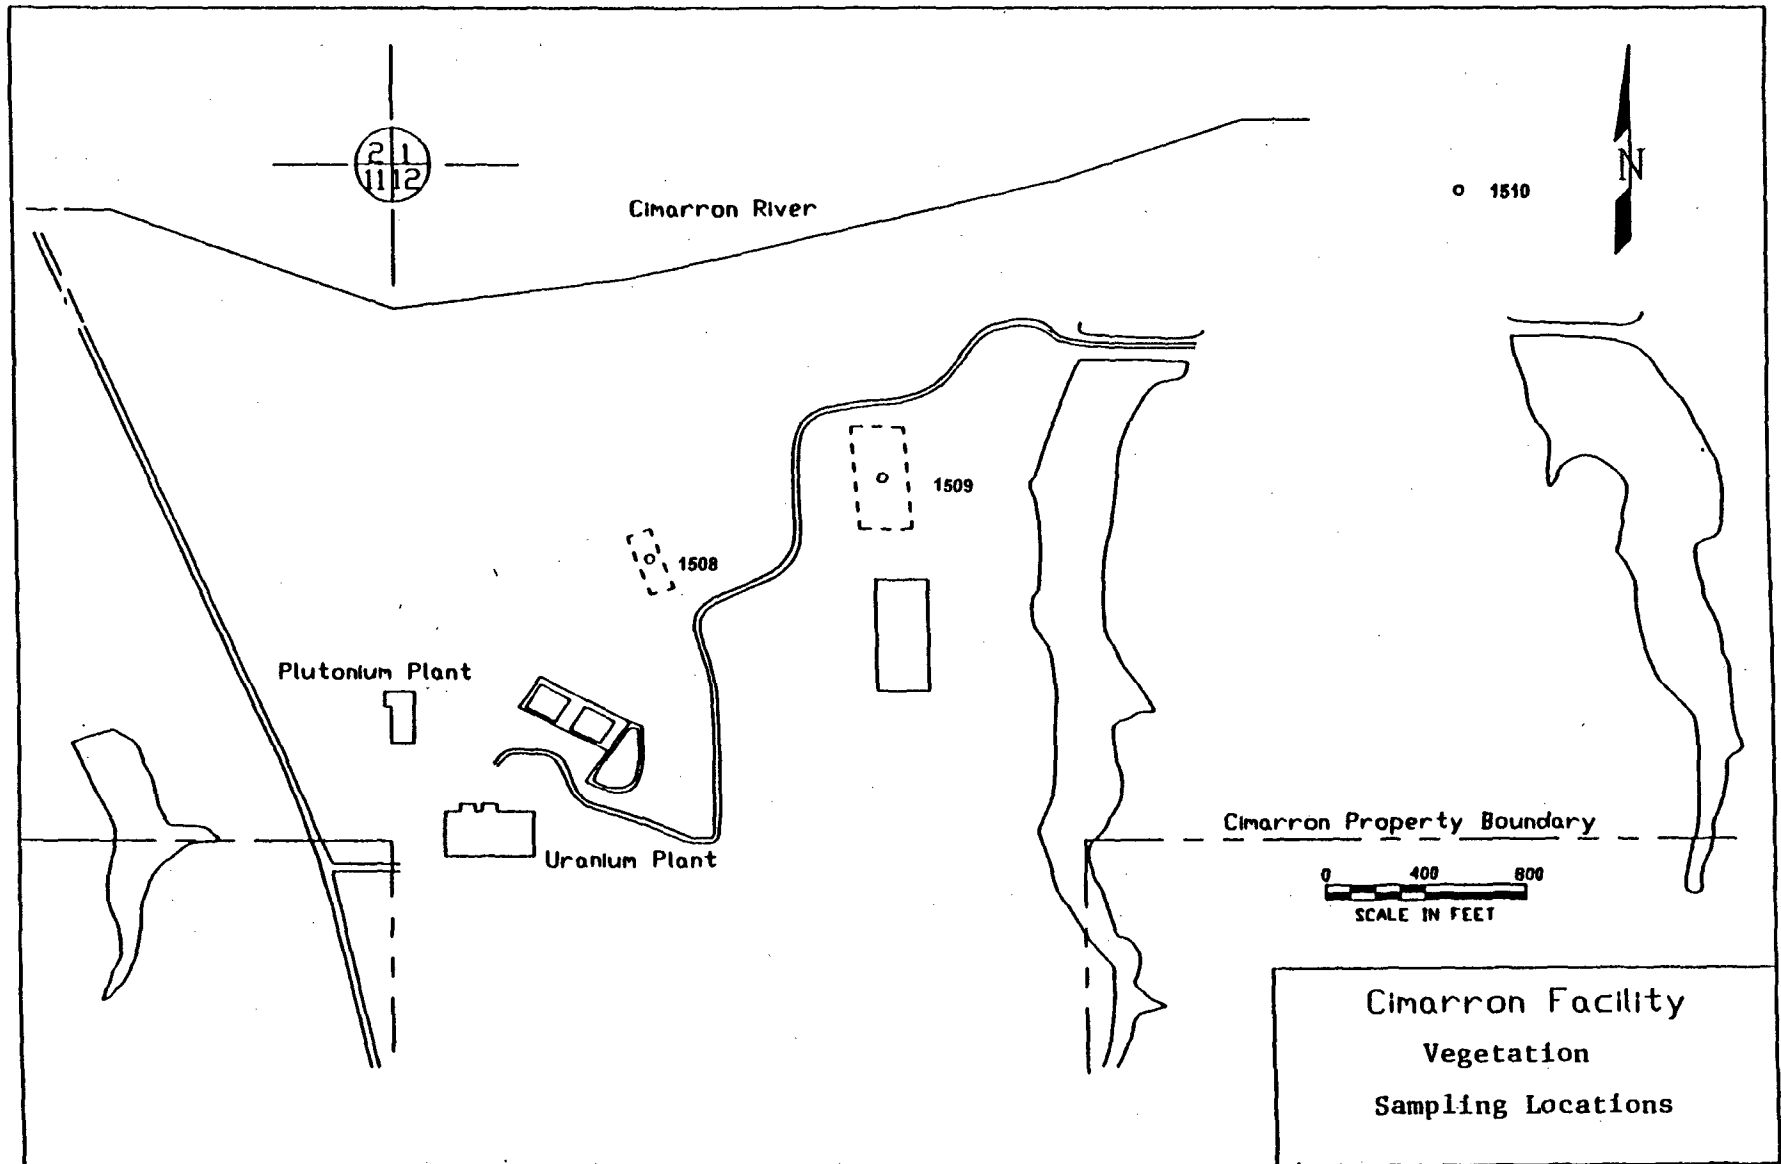 2 1
11 12
Cimarron River
N
1510
1509
1508
Plutonium Plant
Uranium Plant
Cimarron Property Boundary
0 400 800
SCALE IN FEET
Cimarron Facility
Vegetation
Sampling Locations